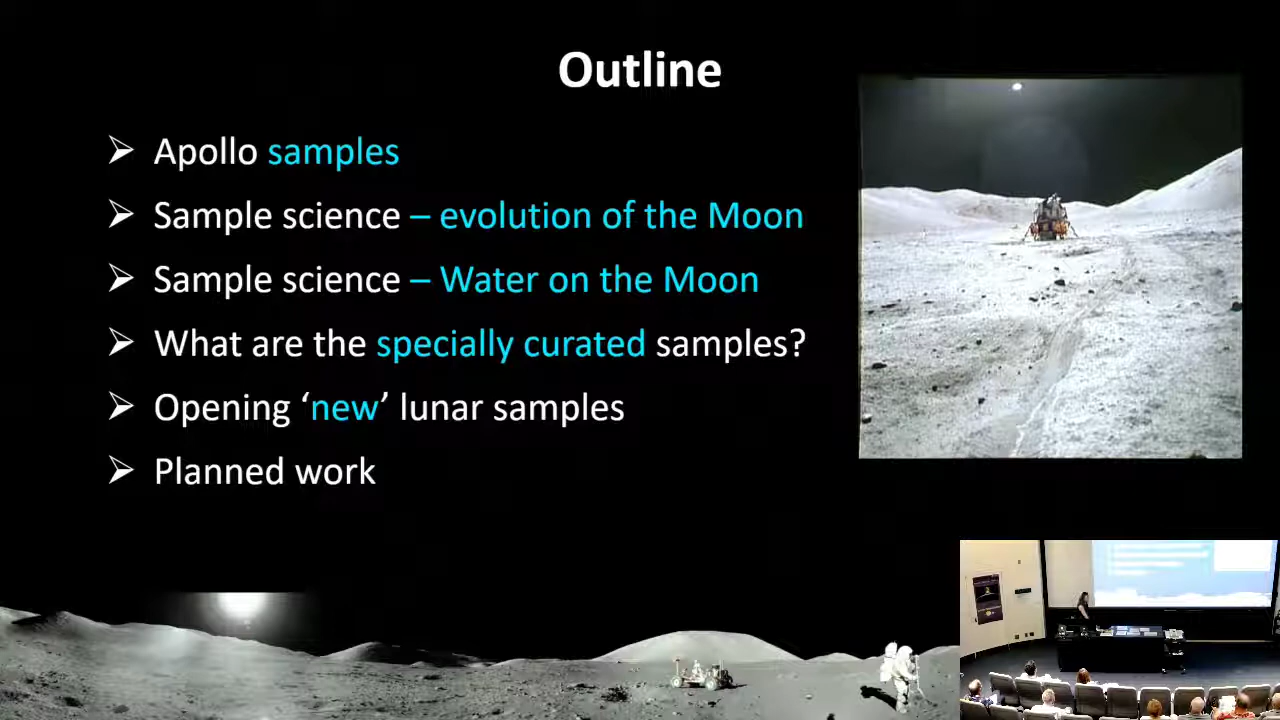 Outline
Apollo samples
Sample science – evolution of the Moon
Sample science – Water on the Moon
What are the specially curated samples?
Opening ‘new’ lunar samples
Planned work